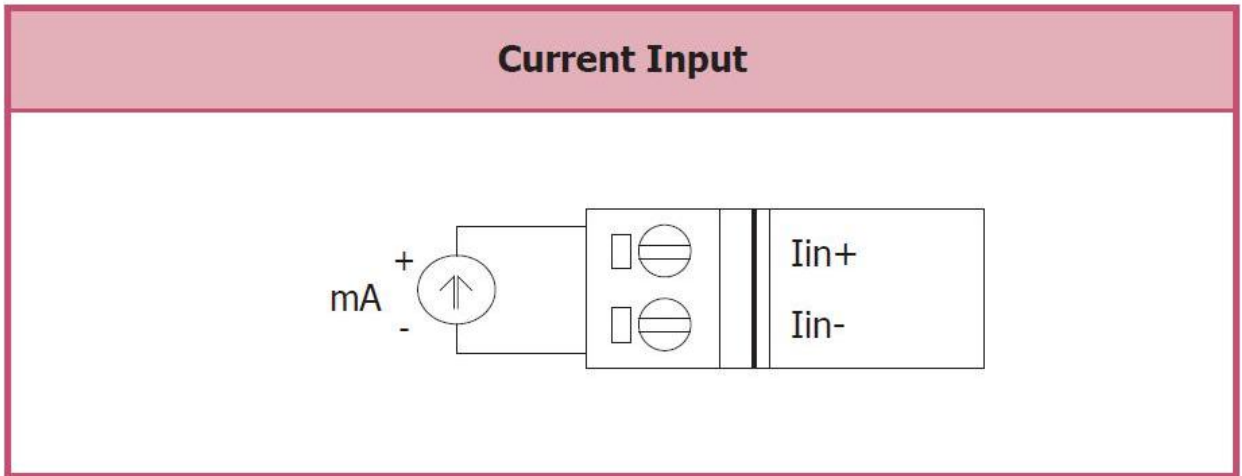 Current Input
+
mA
-
Iin+
Iin-